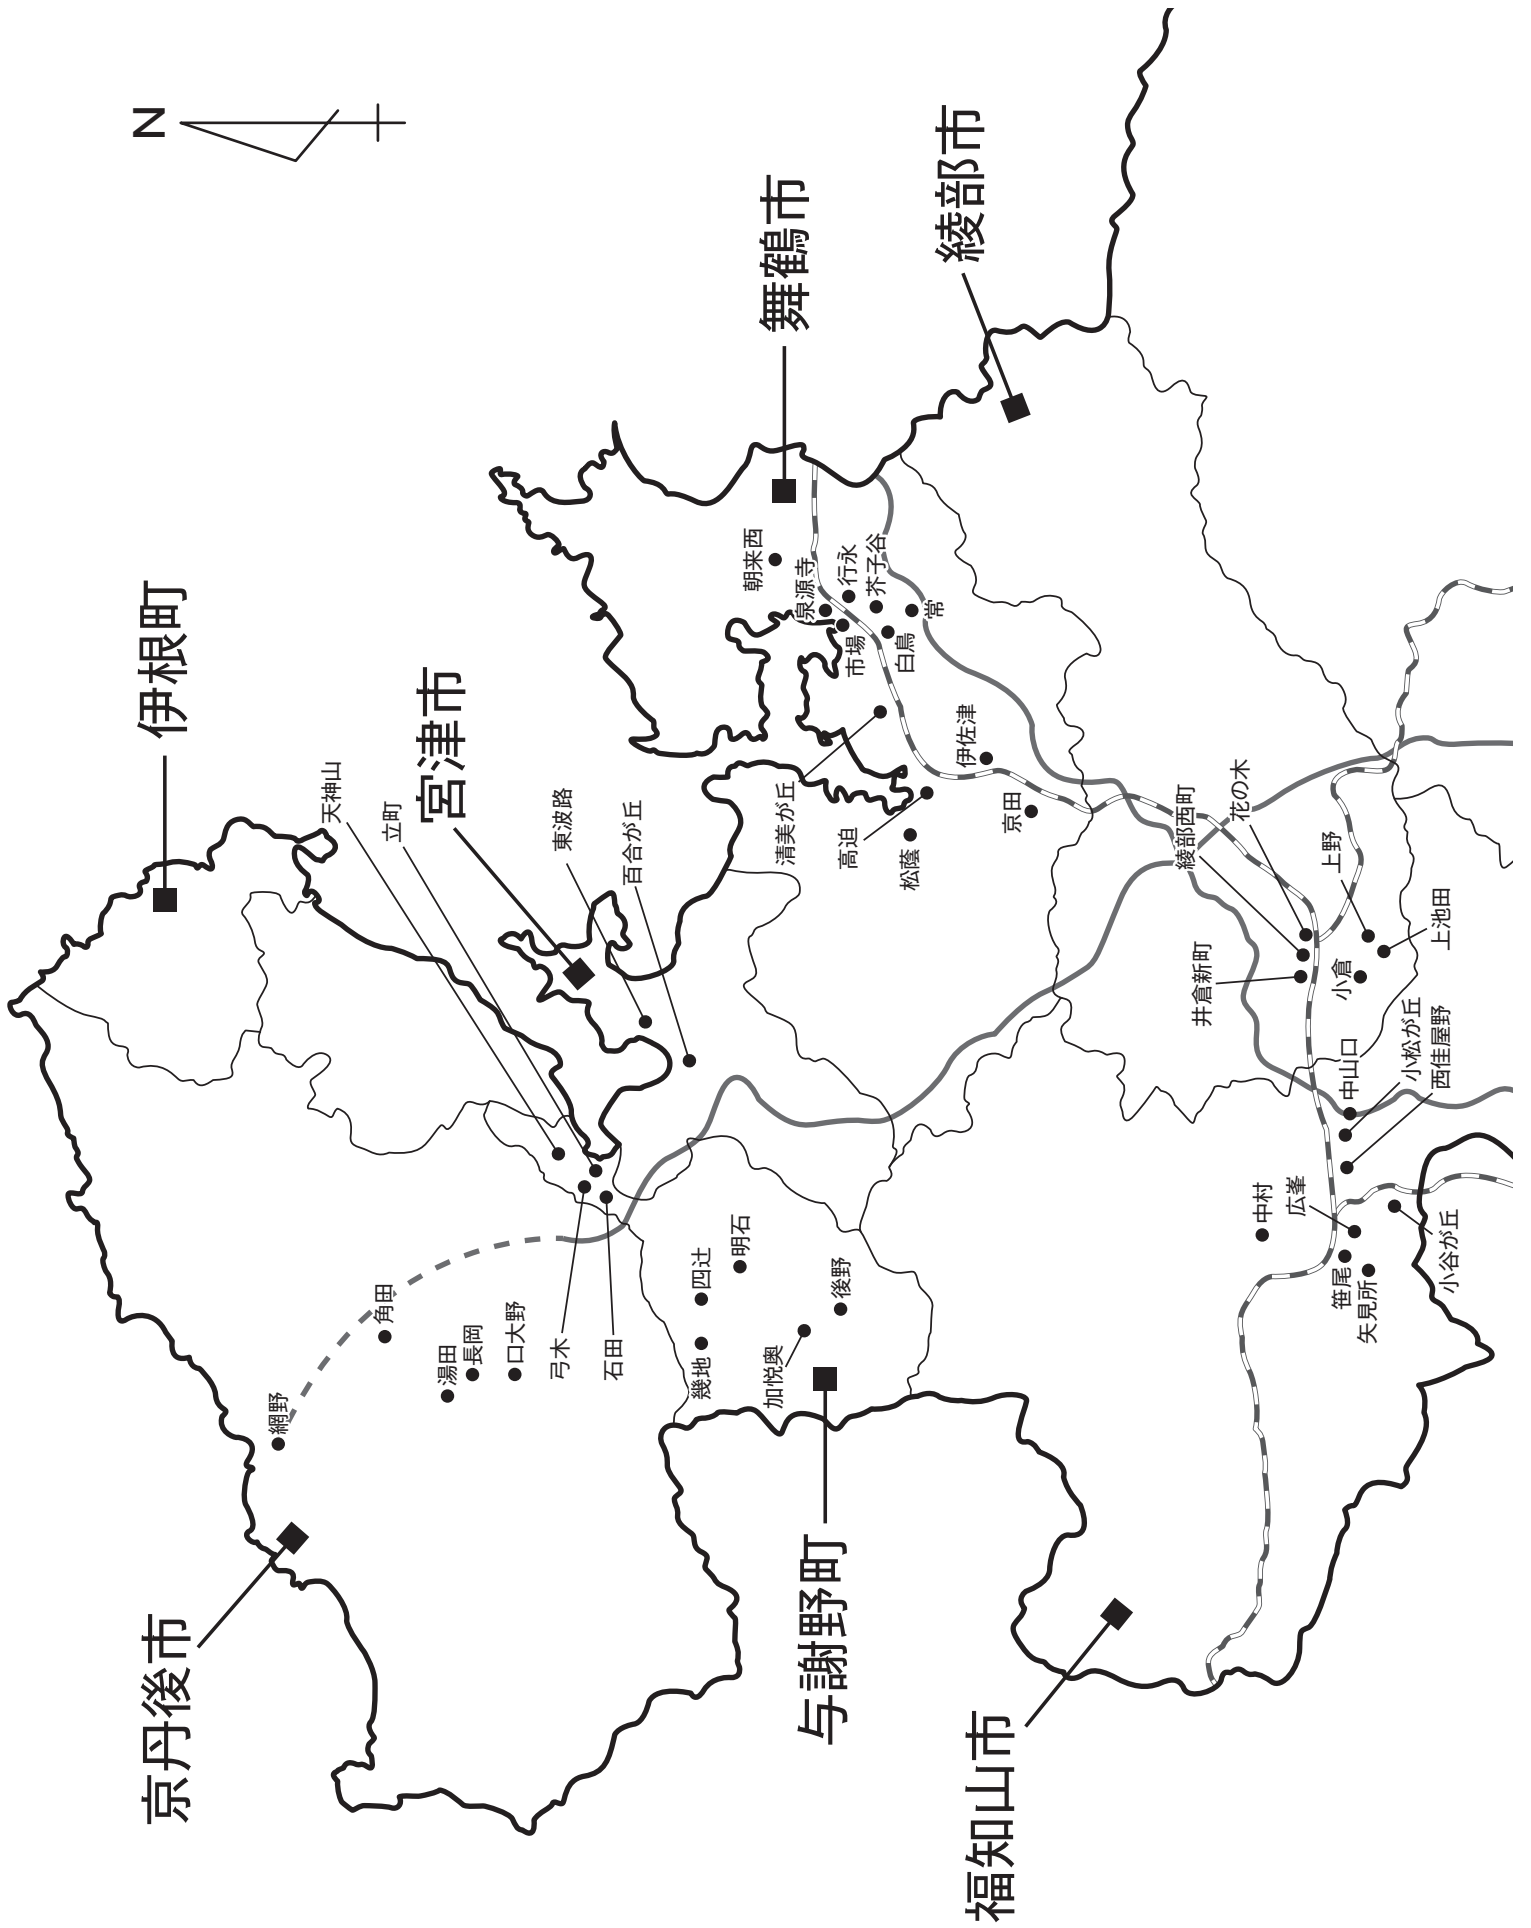 N
京丹後市
伊根町
宮津市
舞鶴市
綾部市
与謝野町
福知山市
網野
角田
湯田
長岡
口大野
天神山
立町
弓木
石田
東波路
百合が丘
四辻
幾地
明石
加悦奥
後野
朝来西
泉源寺
行永
市場
芥子谷
白鳥
常
清美が丘
高迫
松蔭
伊佐津
京田
綾部西町
花の木
井倉新町
上野
小倉
上池田
中山口
小松が丘
西佳屋野
中村
広峯
笹尾
矢見所
小谷が丘